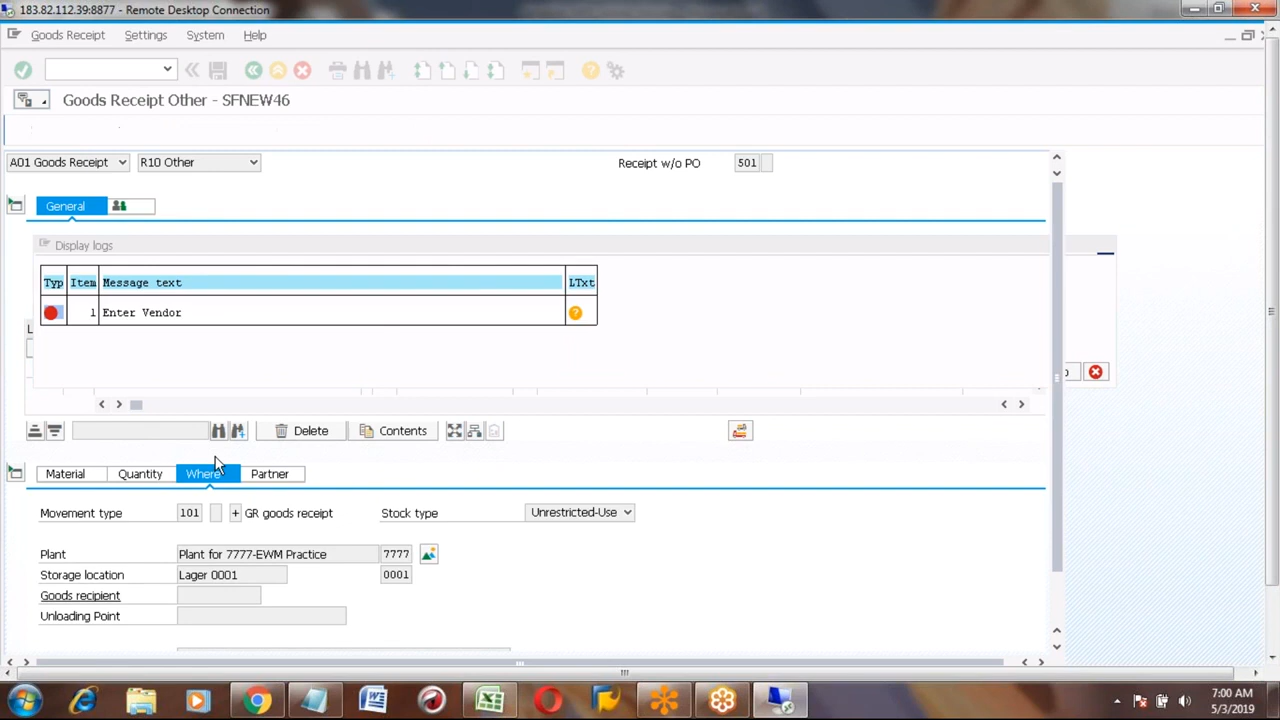 183.82.112.39:8877 - Remote Desktop Connection
Goods Receipt Settings System Help
Goods Receipt Other - SFNEW46
A01 Goods Receipt R10 Other Receipt w/o PO 501
General
Display logs
Typ Item Message text LTxt
1 Enter Vendor
Delete Contents
Material Quantity Where Partner
Movement type 101 + GR goods receipt Stock type Unrestricted-Use
Plant Plant for 7777-EWM Practice 7777
Storage location Lager 0001 0001
Goods recipient
Unloading Point
7:00 AM
5/3/2019